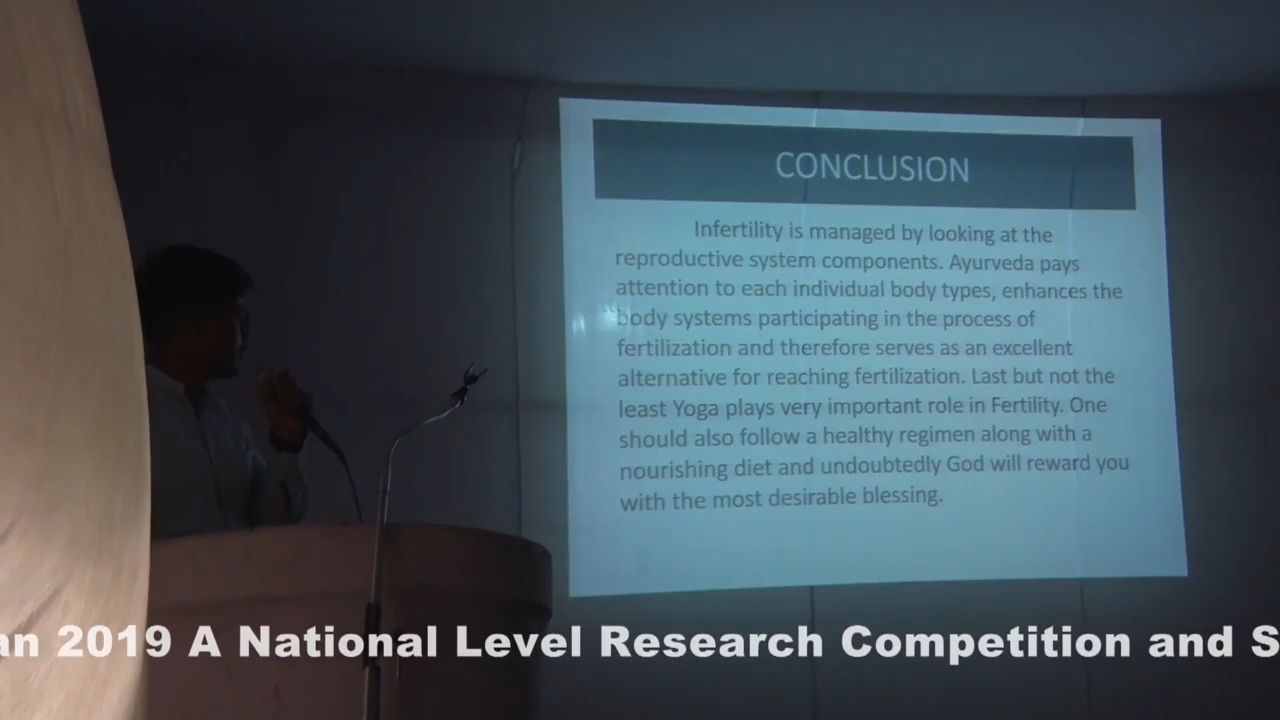 CONCLUSION
Infertility is managed by looking at the
reproductive system components. Ayurveda pays
attention to each individual body types, enhances the
body systems participating in the process of
fertilization and therefore serves as an excellent
alternative for reaching fertilization. Last but not the
least Yoga plays very important role in Fertility. One
should also follow a healthy regimen along with a
nourishing diet and undoubtedly God will reward you
with the most desirable blessing.
an 2019 A National Level Research Competition and S